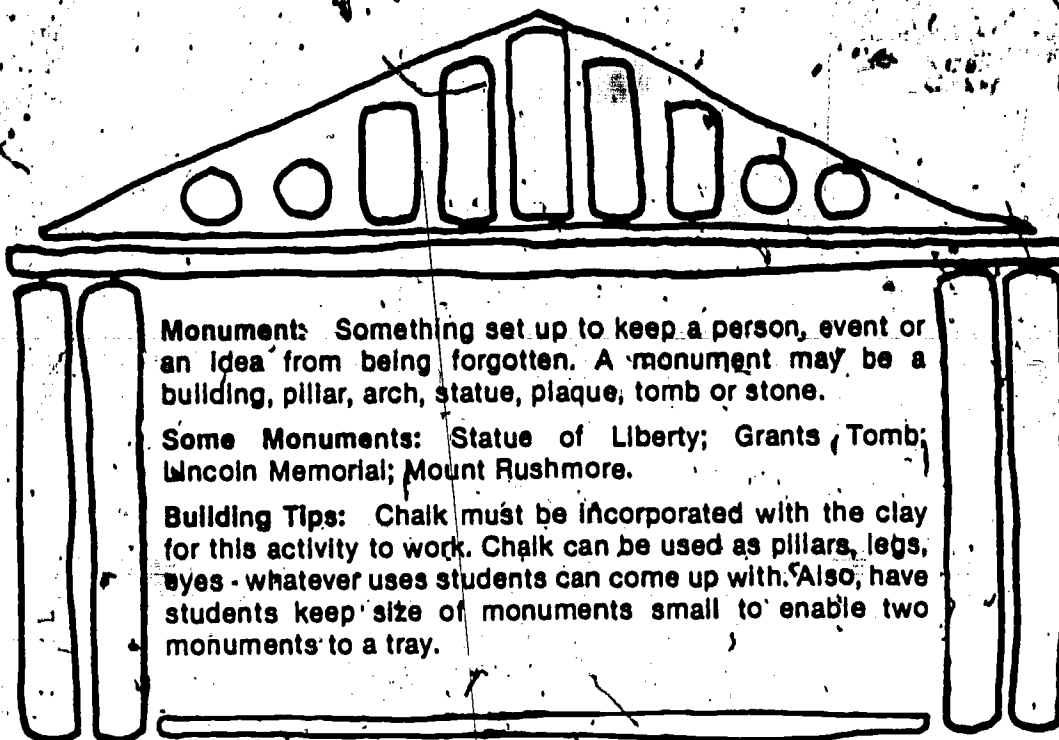 Monument: Something set up to keep a person, event or
an idea from being forgotten. A monument may be a
building, pillar, arch, statue, plaque, tomb or stone.
Some Monuments: Statue of Liberty; Grants Tomb;
Lincoln Memorial; Mount Rushmore.
Building Tips: Chalk must be incorporated with the clay
for this activity to work. Chalk can be used as pillars, legs,
eyes - whatever uses students can come up with. Also, have
students keep size of monuments small to enable two
monuments to a tray.